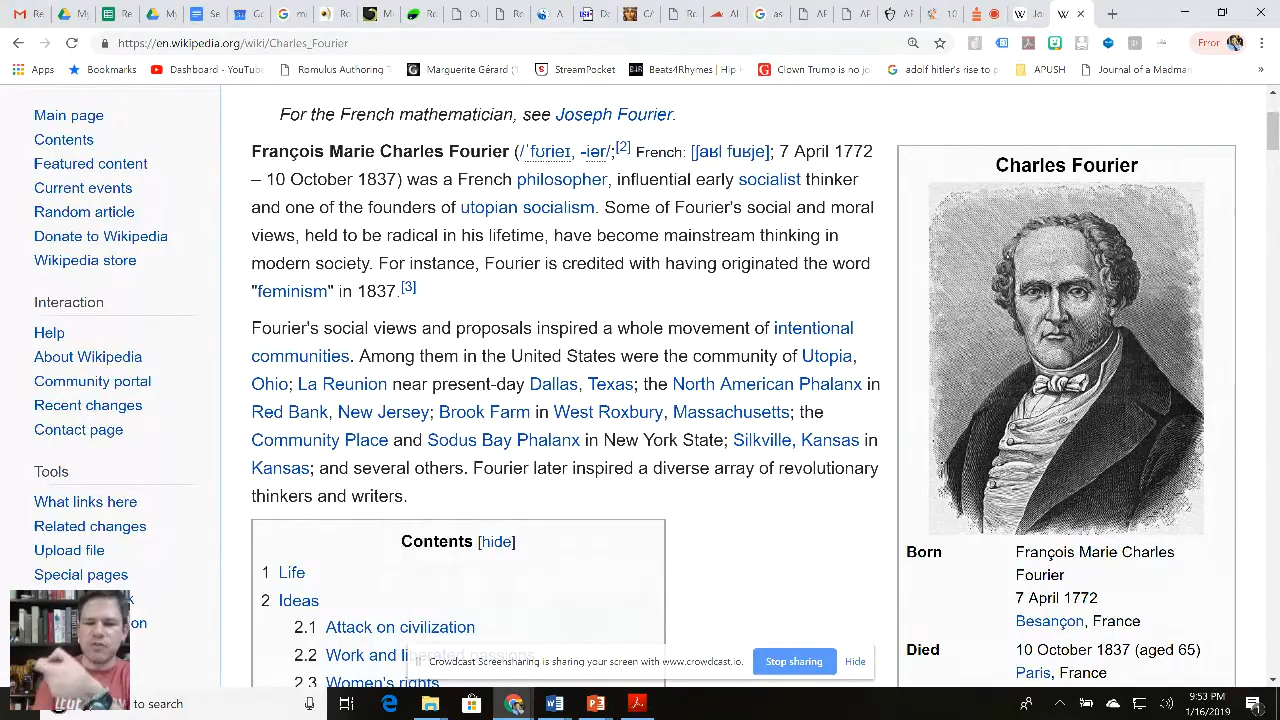 https://en.wikipedia.org/wiki/Charles_Fourier
Error
Apps Bookmarks Dashboard - YouTube Romulus Authoring Marguerite Gérard (1 StreamPocket Beats4Rhymes | Hip Clown Trump is no jo adolf hitler's rise to p APUSH Journal of a Madman »
Main page
Contents
Featured content
Current events
Random article
Donate to Wikipedia
Wikipedia store
Interaction
Help
About Wikipedia
Community portal
Recent changes
Contact page
Tools
What links here
Related changes
Upload file
Special pages
For the French mathematician, see Joseph Fourier.
François Marie Charles Fourier (/ˈfʊrieɪ, -iər/;[2] French: [ʃaʁl fuʁje]; 7 April 1772
– 10 October 1837) was a French philosopher, influential early socialist thinker
and one of the founders of utopian socialism. Some of Fourier's social and moral
views, held to be radical in his lifetime, have become mainstream thinking in
modern society. For instance, Fourier is credited with having originated the word
"feminism" in 1837.[3]
Fourier's social views and proposals inspired a whole movement of intentional
communities. Among them in the United States were the community of Utopia,
Ohio; La Reunion near present-day Dallas, Texas; the North American Phalanx in
Red Bank, New Jersey; Brook Farm in West Roxbury, Massachusetts; the
Community Place and Sodus Bay Phalanx in New York State; Silkville, Kansas in
Kansas; and several others. Fourier later inspired a diverse array of revolutionary
thinkers and writers.
Contents [hide]
1 Life
2 Ideas
2.1 Attack on civilization
2.2 Work and liberated passions
2.3 Women's rights
Charles Fourier
Born François Marie Charles
Fourier
7 April 1772
Besançon, France
Died 10 October 1837 (aged 65)
Paris, France
Crowdcast Screensharing is sharing your screen with www.crowdcast.io. Stop sharing Hide
to search
9:53 PM
1/16/2019